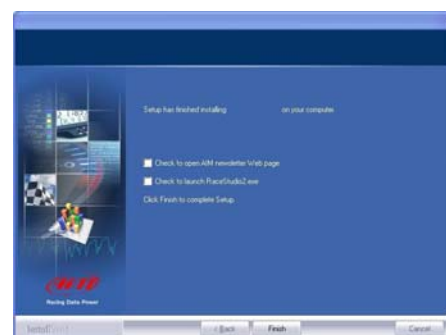 Setup has finished installing on your computer.
Check to open AIM newsletter Web page
Check to launch RaceStudio2.exe
Click Finish to complete Setup.
AIM
Racing Data Power
< Back
Finish
Cancel